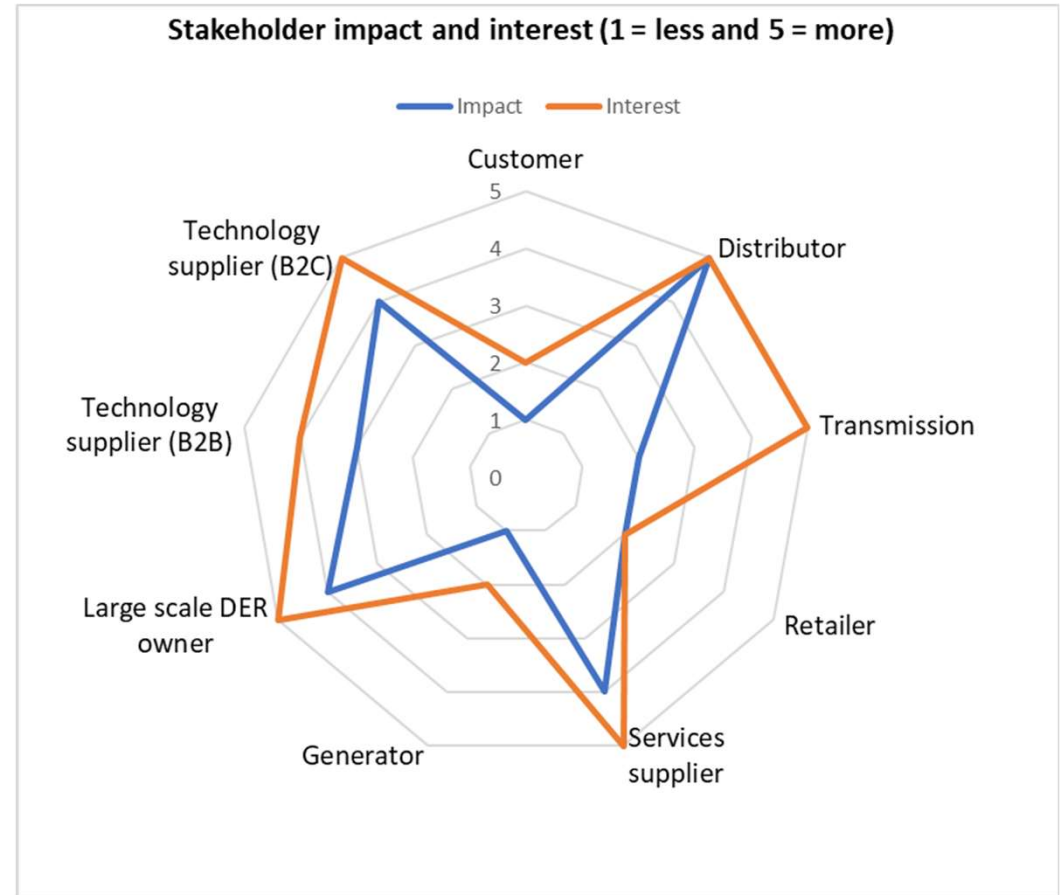 Stakeholder impact and interest (1 = less and 5 = more)
Impact
Interest
Customer
5
4
3
2
1
0
Distributor
Transmission
Retailer
Services
supplier
Generator
Large scale DER
owner
Technology
supplier (B2B)
Technology
supplier (B2C)